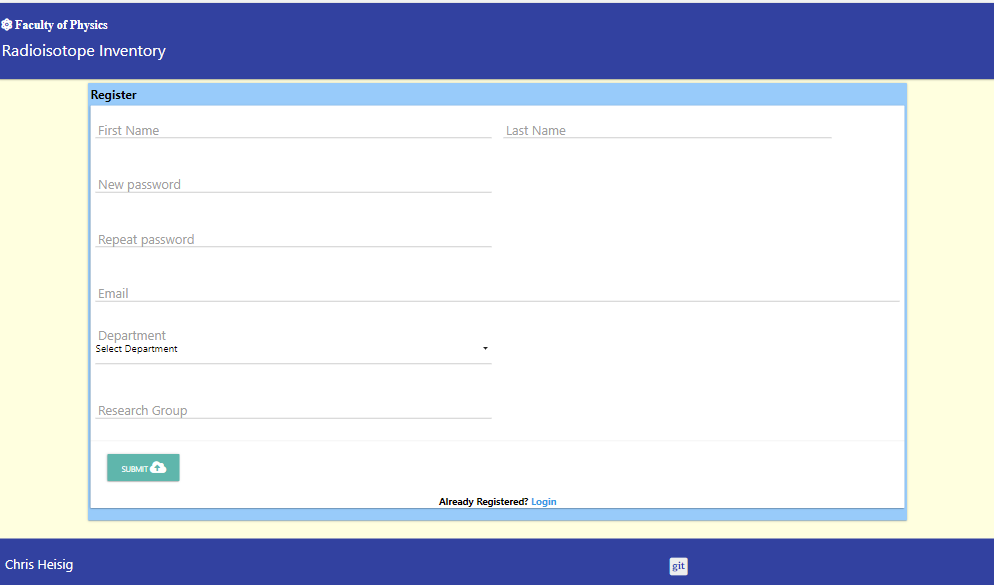 Faculty of Physics
Radioisotope Inventory
Register
First Name
Last Name
New password
Repeat password
Email
Department
Select Department
Research Group
SUBMIT
Already Registered? Login
Chris Heisig
git